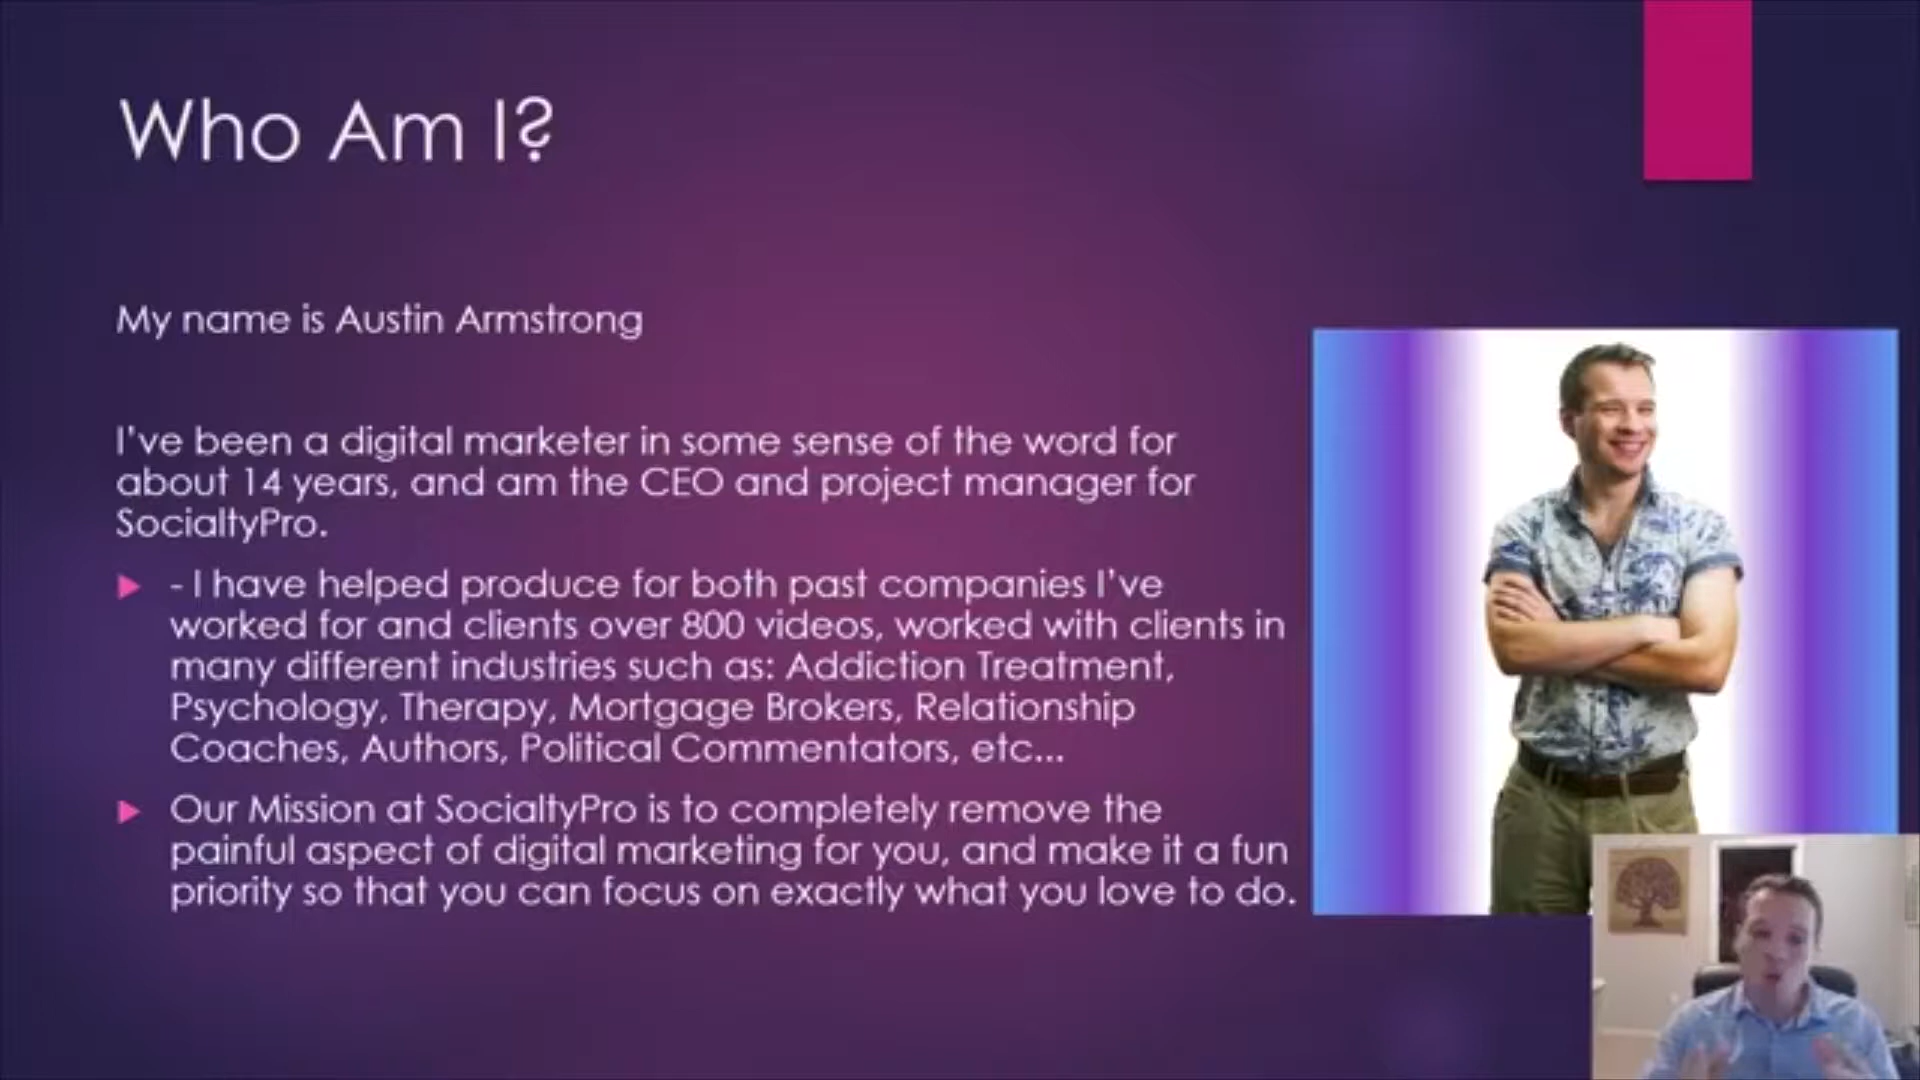 Who Am I?
My name is Austin Armstrong
I've been a digital marketer in some sense of the word for
about 14 years, and am the CEO and project manager for
SocialtyPro.
- I have helped produce for both past companies I've
worked for and clients over 800 videos, worked with clients in
many different industries such as: Addiction Treatment,
Psychology, Therapy, Mortgage Brokers, Relationship
Coaches, Authors, Political Commentators, etc...
Our Mission at SocialtyPro is to completely remove the
painful aspect of digital marketing for you, and make it a fun
priority so that you can focus on exactly what you love to do.